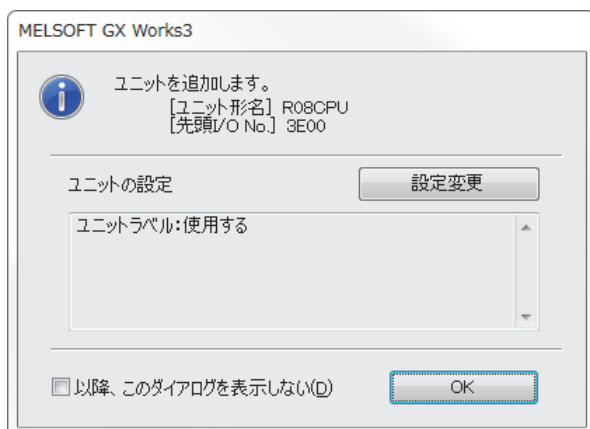 MELSOFT GX Works3
ユニットを追加します。
[ユニット形名] R08CPU
[先頭I/O No.] 3E00
ユニットの設定
設定変更
ユニットラベル:使用する
以降、このダイアログを表示しない(D)
OK